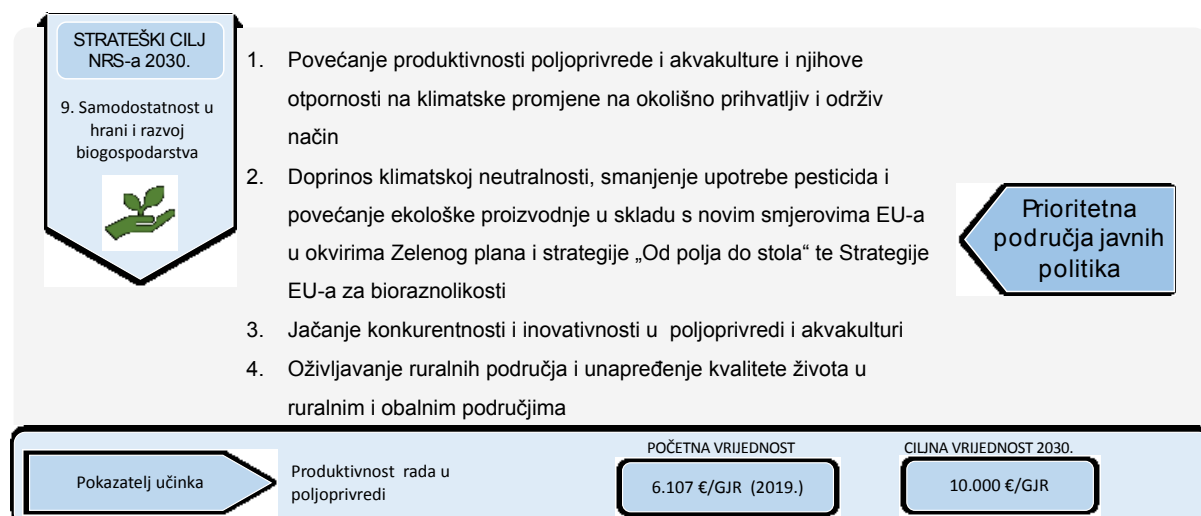 STRATEŠKI CILJ
NRS-a 2030.
9. Samodostatnost u
hrani i razvoj
biogospodarstva
1. Povećanje produktivnosti poljoprivrede i akvakulture i njihove
otpornosti na klimatske promjene na okolišno prihvatljiv i održiv
način
2. Doprinos klimatskoj neutralnosti, smanjenje upotrebe pesticida i
povećanje ekološke proizvodnje u skladu s novim smjerovima EU-a
u okvirima Zelenog plana i strategije „Od polja do stola“ te Strategije
EU-a za bioraznolikosti
3. Jačanje konkurentnosti i inovativnosti u poljoprivredi i akvakulturi
4. Oživljavanje ruralnih područja i unapređenje kvalitete života u
ruralnim i obalnim područjima
Prioritetna
područja javnih
politika
Pokazatelj učinka
Produktivnost rada u
poljoprivredi
POČETNA VRIJEDNOST
6.107 €/GJR (2019.)
CILJNA VRIJEDNOST 2030.
10.000 €/GJR